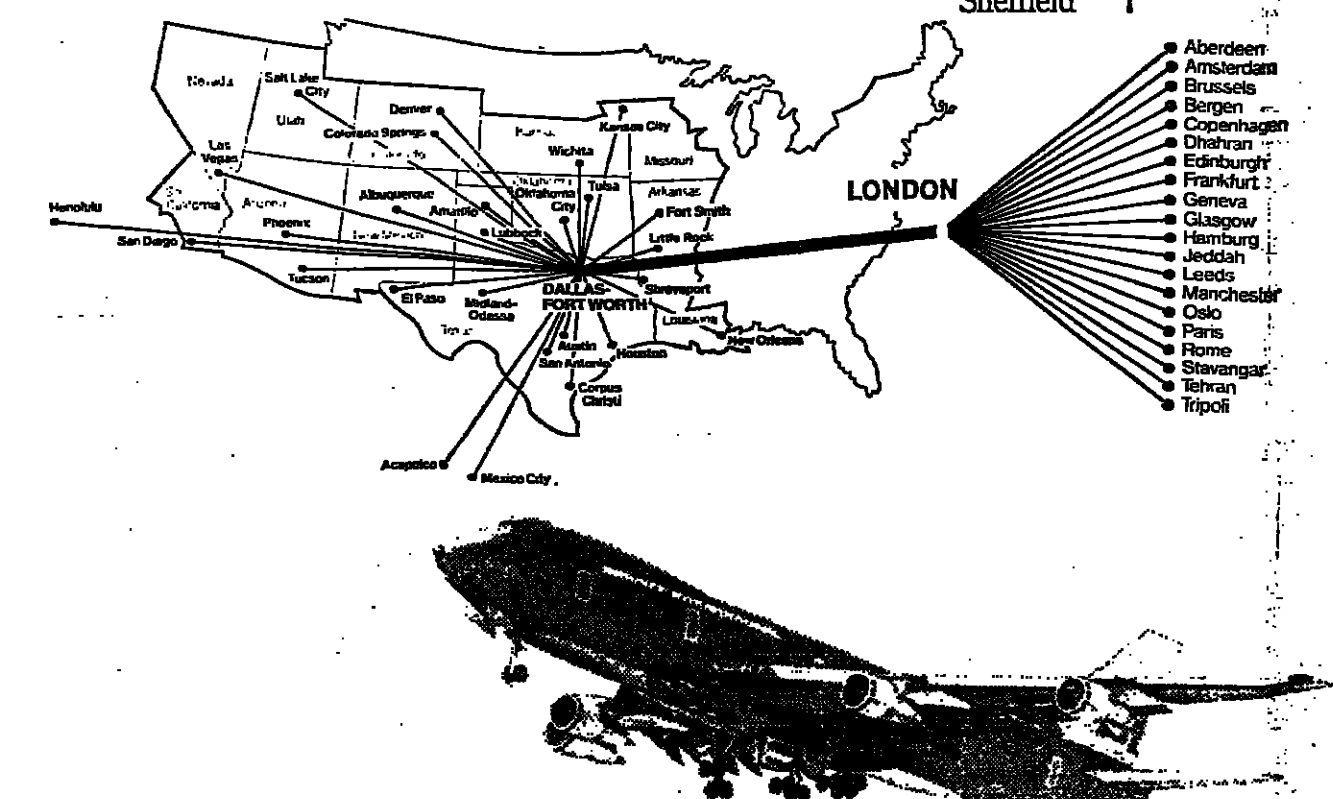 Sheffield
Nevada
Salt Lake
City
Utah
Denver
Colorado Springs
Kansas City
Wichita
Missouri
Las
Vegas
Albuquerque
Amarillo
Oklahoma
City
Tulsa
Arkansas
Fort Smith
Honolulu
San Diego
Phoenix
Lubbock
Little Rock
Tucson
El Paso
Midland-
Odessa
DALLAS-
FORT WORTH
Shreveport
Louisiana
New Orleans
Austin
San Antonio
Houston
Corpus
Christi
Acapulco
Mexico City
LONDON
Aberdeen
Amsterdam
Brussels
Bergen
Copenhagen
Dhahran
Edinburgh
Frankfurt
Geneva
Glasgow
Hamburg
Jeddah
Leeds
Manchester
Oslo
Paris
Rome
Stavangar
Tehran
Tripoli